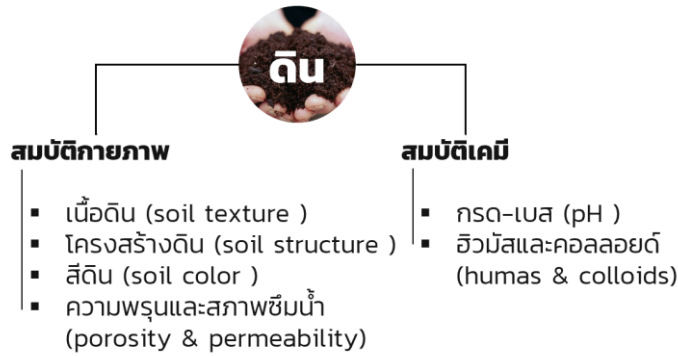 ดิน
สมบัติกายภาพ
▪ เนื้อดิน (soil texture )
▪ โครงสร้างดิน (soil structure )
▪ สีดิน (soil color )
▪ ความพรุนและสภาพซึมน้ำ
(porosity & permeability)
สมบัติเคมี
▪ กรด-เบส (pH )
▪ ฮิวมัสและคอลลอยด์
(humas & colloids)